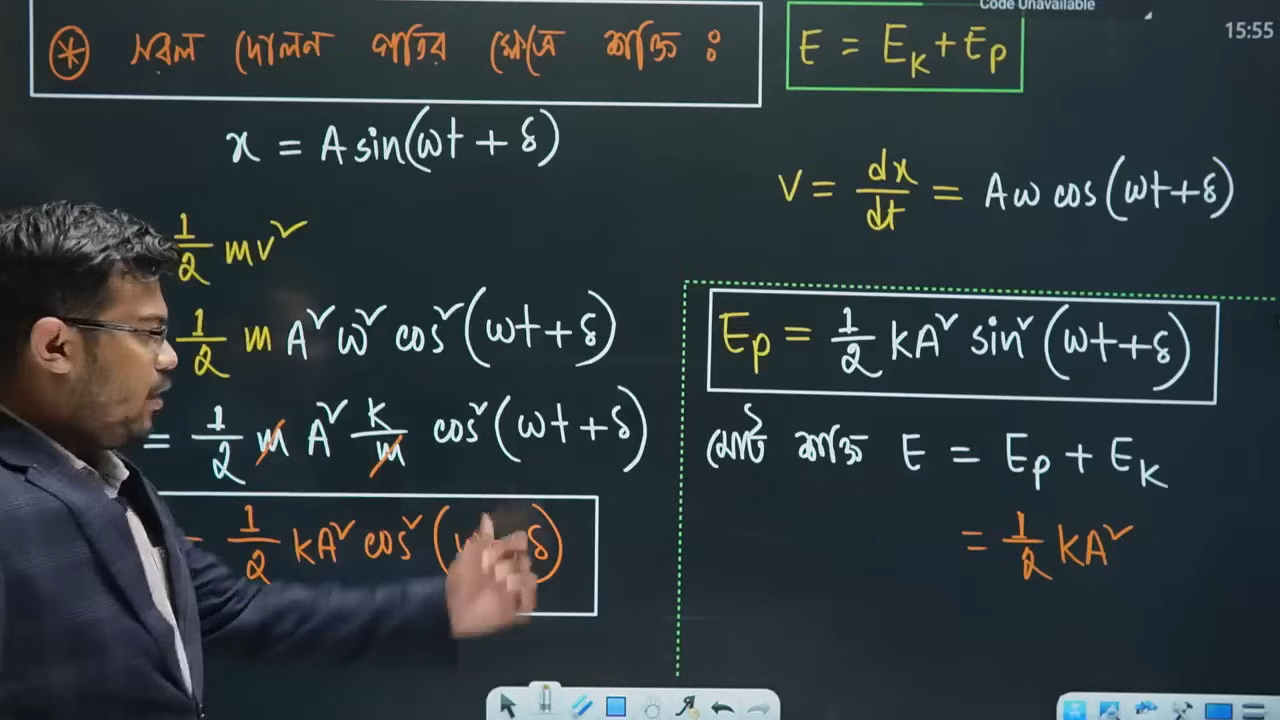 Code Unavailable
15:55
* সরল দোলন গতির ক্ষেত্রে শক্তি :
E = E_K + E_P
x = A sin(ωt + δ)
v = dx/dt = Aω cos(ωt+δ)
1/2 mv²
1/2 m A² ω² cos²(ωt+δ)
= 1/2 m A² K/m cos²(ωt+δ)
= 1/2 KA² cos² (ω δ)
E_P = 1/2 KA² sin² (ωt+δ)
মোট শক্তি E = E_P + E_K
= 1/2 KA²